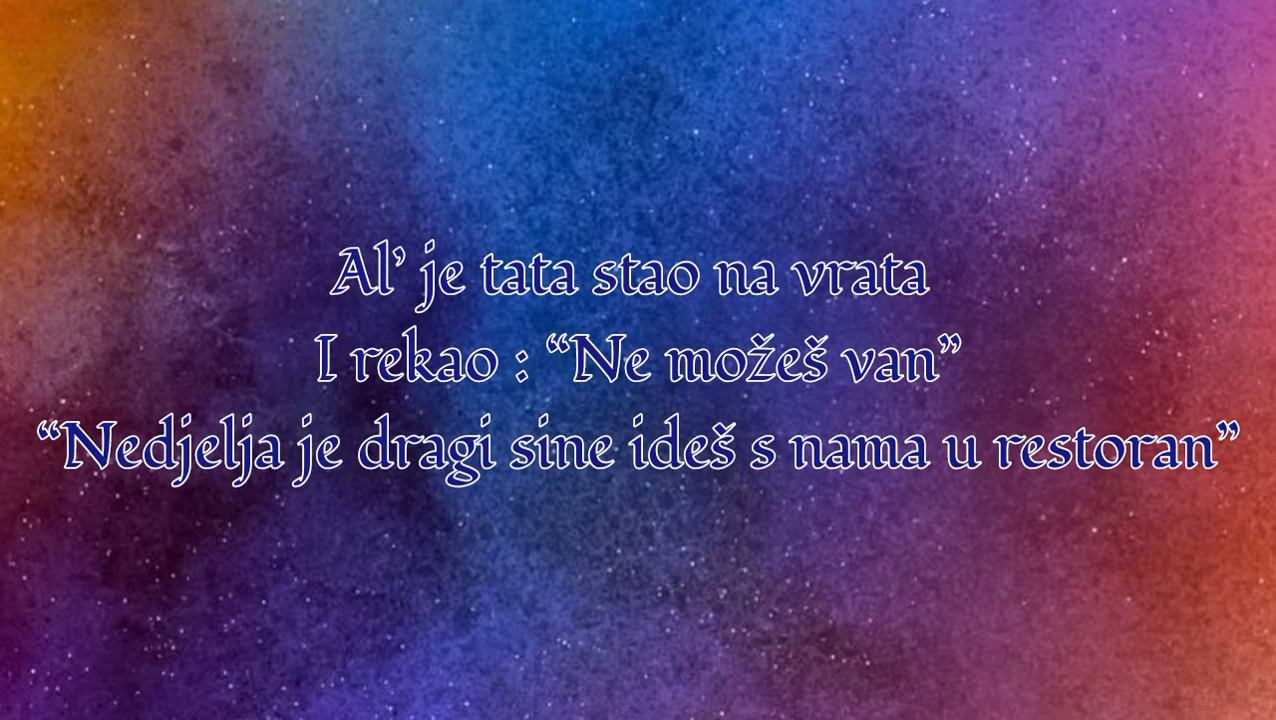 Al’ je tata stao na vrata
I rekao : “Ne možeš van”
“Nedjelja je dragi sine ideš s nama u restoran”